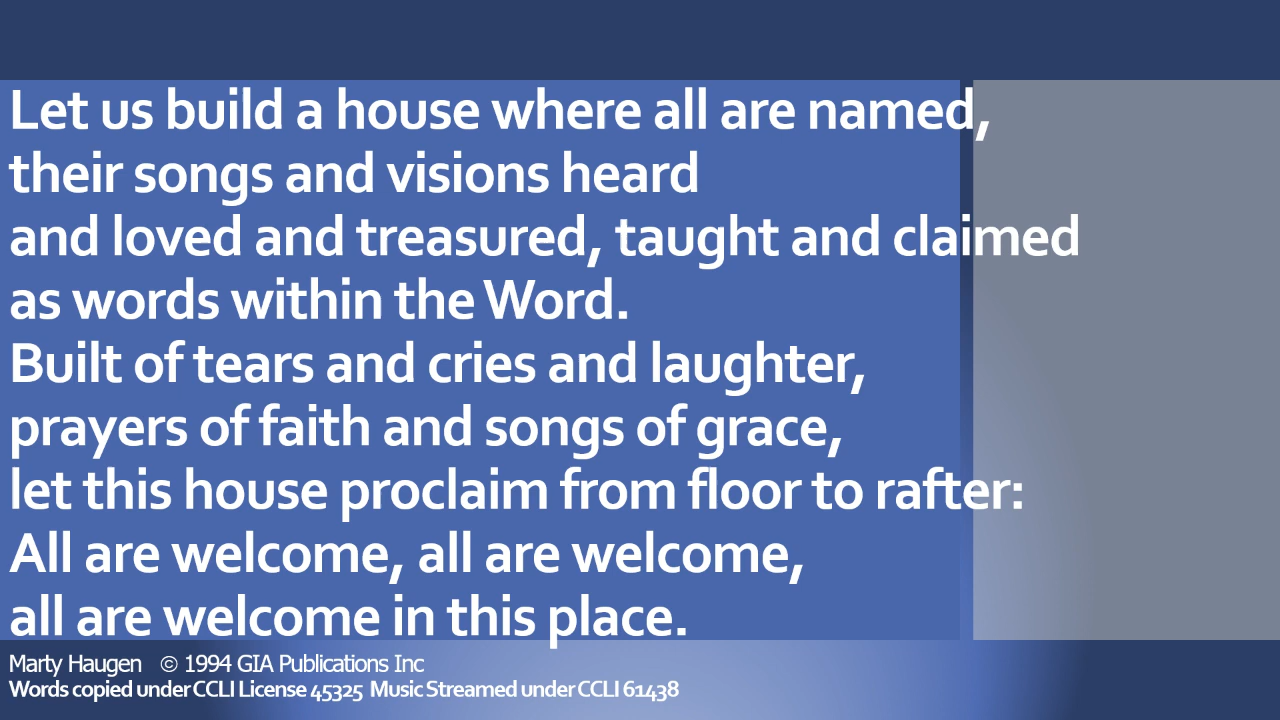 Let us build a house where all are named,
their songs and visions heard
and loved and treasured, taught and claimed
as words within the Word.
Built of tears and cries and laughter,
prayers of faith and songs of grace,
let this house proclaim from floor to rafter:
All are welcome, all are welcome,
all are welcome in this place.
Marty Haugen © 1994 GIA Publications Inc
Words copied under CCLI License 45325 Music Streamed under CCLI 61438